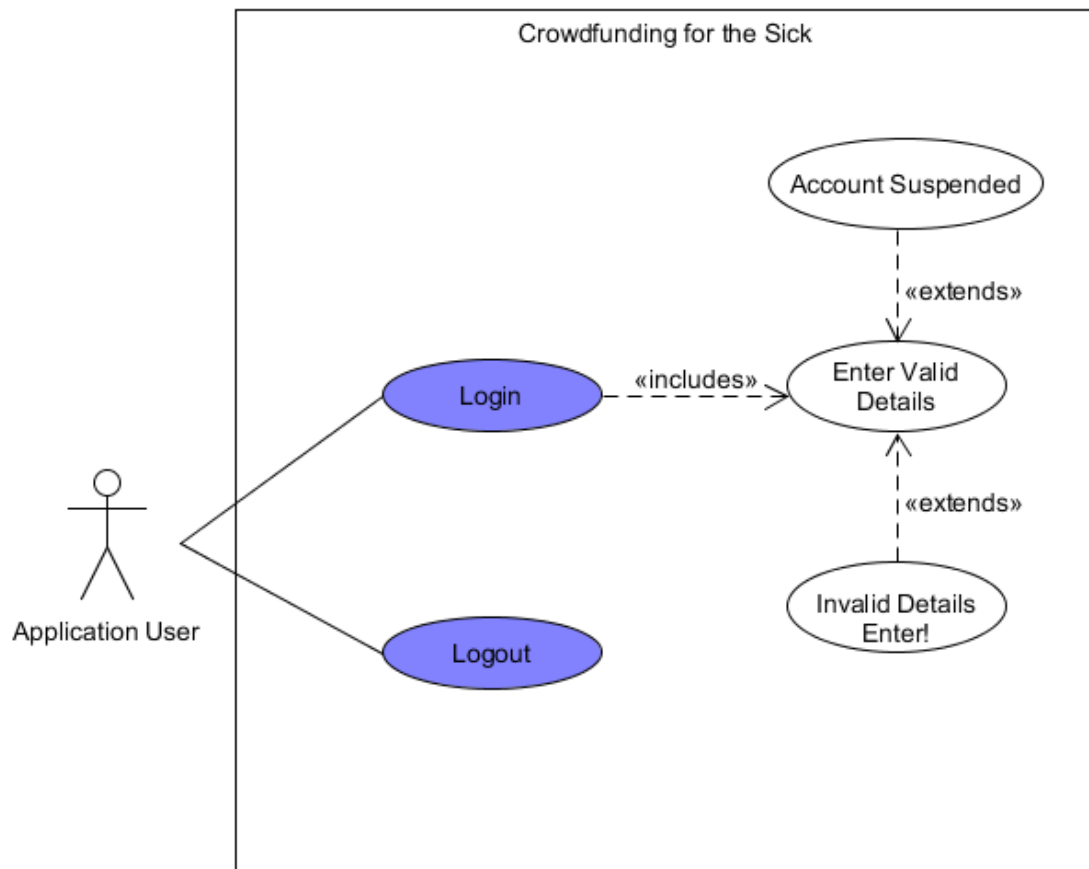 Crowdfunding for the Sick
Account Suspended
«extends»
Enter Valid
Details
Login
«includes»
«extends»
Invalid Details
Enter!
Application User
Logout